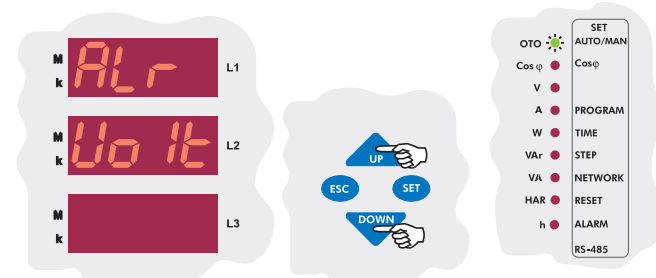 M
ALr
L1
k
M
Volt
L2
k
M
L3
k
UP
ESC
SET
DOWN
SET
OTO AUTO/MAN
Cos φ Cosφ
V
A PROGRAM
W TIME
VAr STEP
VA NETWORK
HAR RESET
h ALARM
RS-485